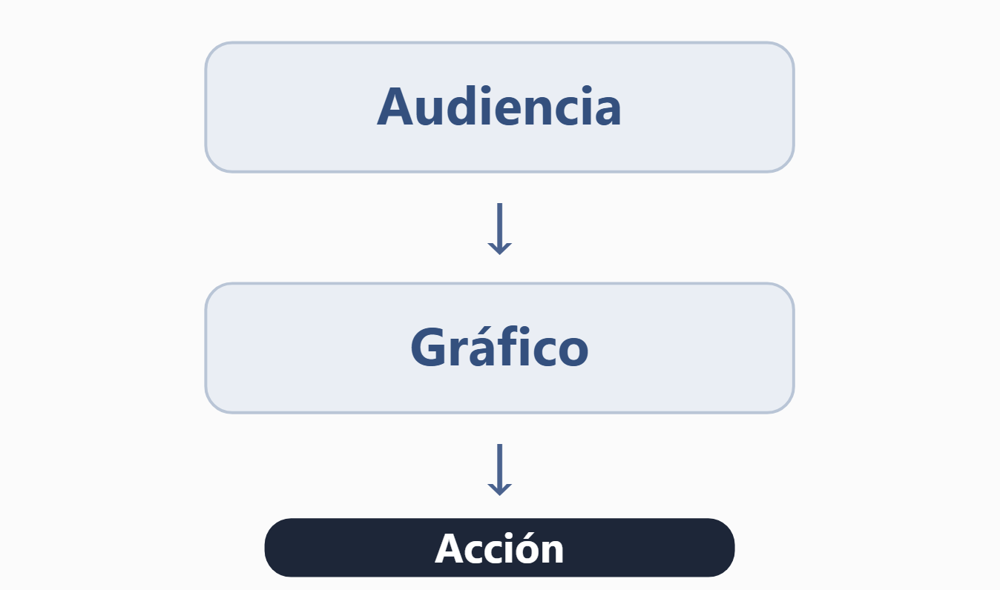 Audiencia
↓
Gráfico
↓
Acción